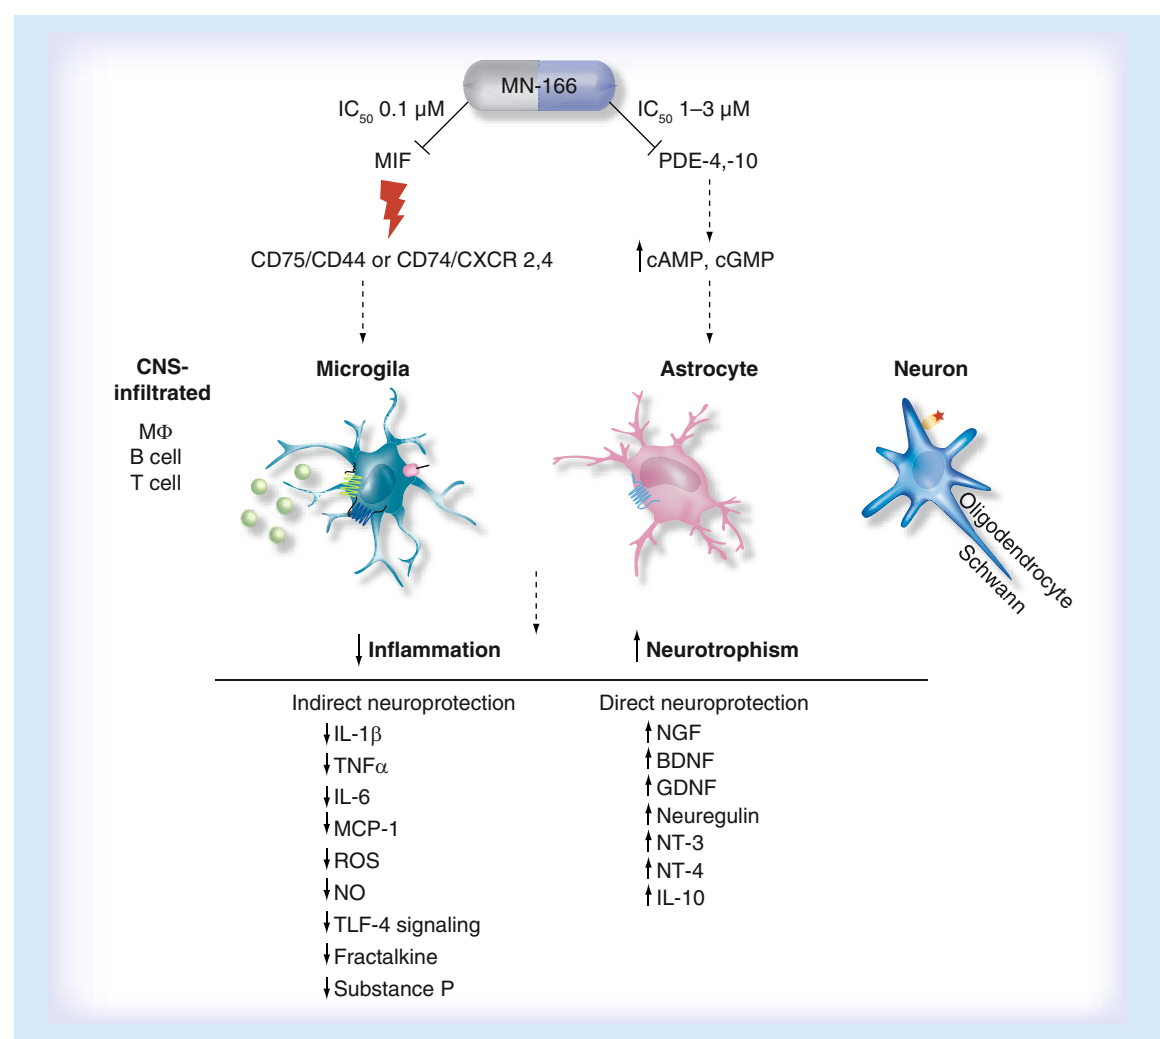 MN-166
IC50 0.1 µM
IC50 1–3 µM
MIF
PDE-4,-10
CD75/CD44 or CD74/CXCR 2,4
cAMP, cGMP
CNS-
infiltrated
MΦ
B cell
T cell
Microgila
Astrocyte
Neuron
Oligodendrocyte
Schwann
Inflammation
Neurotrophism
Indirect neuroprotection
↓IL-1β
↓TNFα
↓IL-6
↓MCP-1
↓ROS
↓NO
↓TLF-4 signaling
↓Fractalkine
↓Substance P
Direct neuroprotection
↑NGF
↑BDNF
↑GDNF
↑Neuregulin
↑NT-3
↑NT-4
↑IL-10